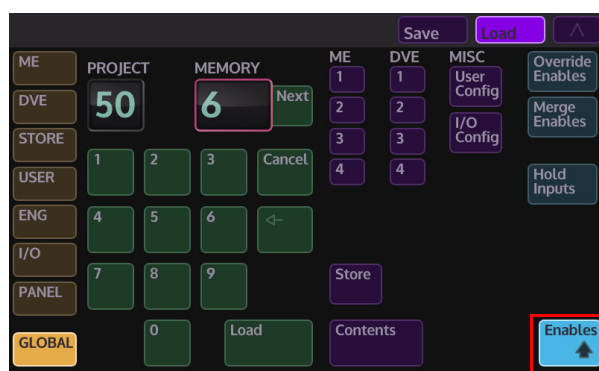 Save
Load
ME
DVE
STORE
USER
ENG
I/O
PANEL
GLOBAL
PROJECT
50
MEMORY
6
Next
1
2
3
Cancel
4
5
6
7
8
9
0
Load
ME
1
2
3
4
DVE
1
2
3
4
MISC
User
Config
I/O
Config
Store
Contents
Override
Enables
Merge
Enables
Hold
Inputs
Enables